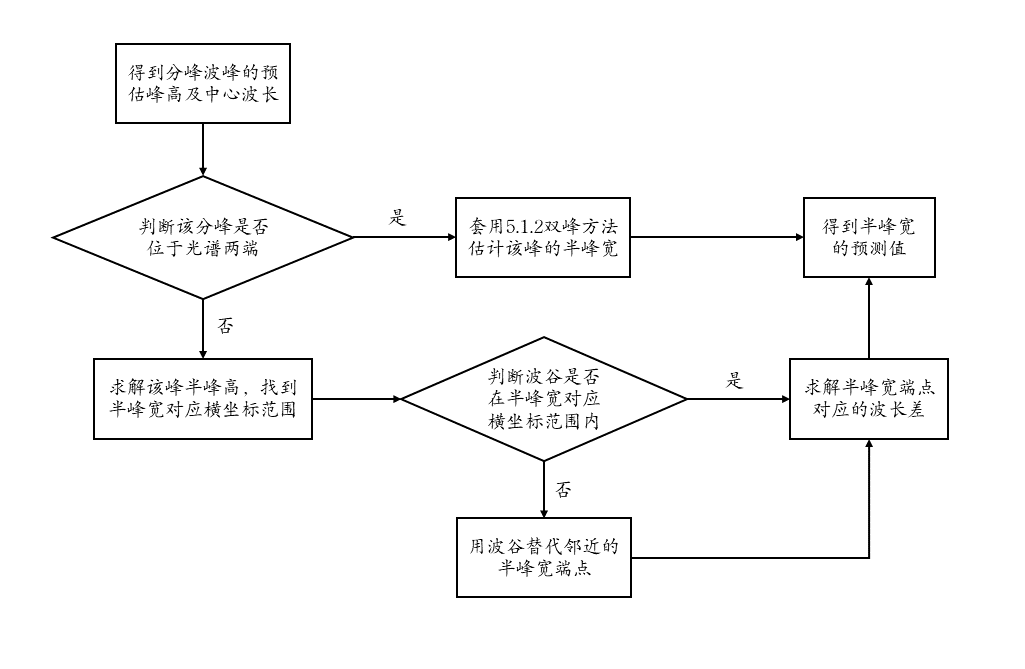 得到分峰波峰的预
估峰高及中心波长
判断该分峰是否
位于光谱两端
是
套用5.1.2双峰方法
估计该峰的半峰宽
得到半峰宽
的预测值
否
求解该峰半峰高，找到
半峰宽对应横坐标范围
判断波谷是否
在半峰宽对应
横坐标范围内
是
求解半峰宽端点
对应的波长差
否
用波谷替代邻近的
半峰宽端点